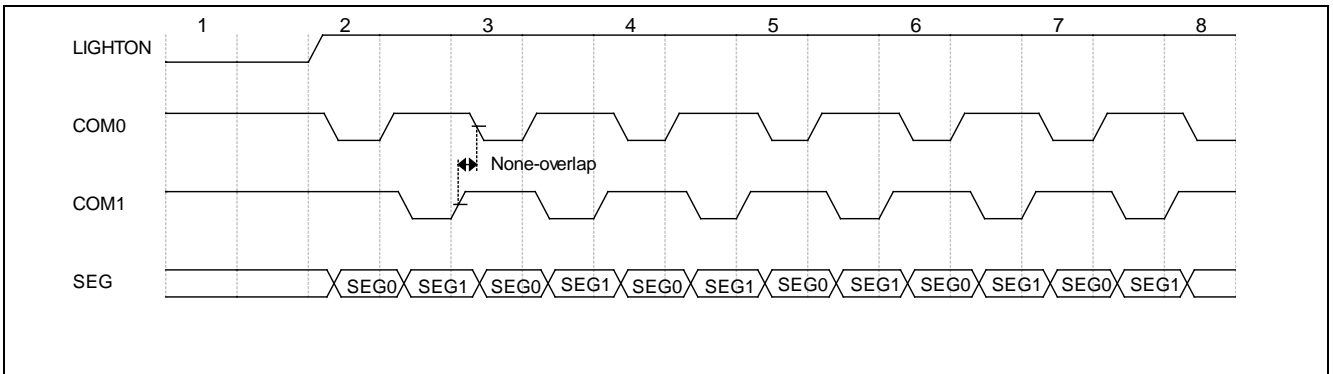 1 2 3 4 5 6 7 8
LIGHTON
COM0
None-overlap
COM1
SEG SEG0 SEG1 SEG0 SEG1 SEG0 SEG1 SEG0 SEG1 SEG0 SEG1 SEG0 SEG1